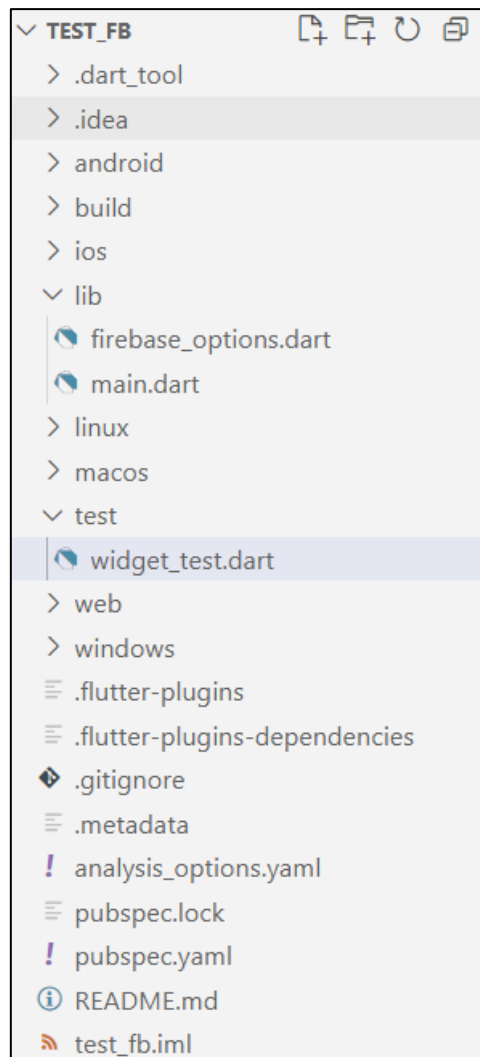 TEST_FB
.dart_tool
.idea
android
build
ios
lib
firebase_options.dart
main.dart
linux
macos
test
widget_test.dart
web
windows
.flutter-plugins
.flutter-plugins-dependencies
.gitignore
.metadata
analysis_options.yaml
pubspec.lock
pubspec.yaml
README.md
test_fb.iml